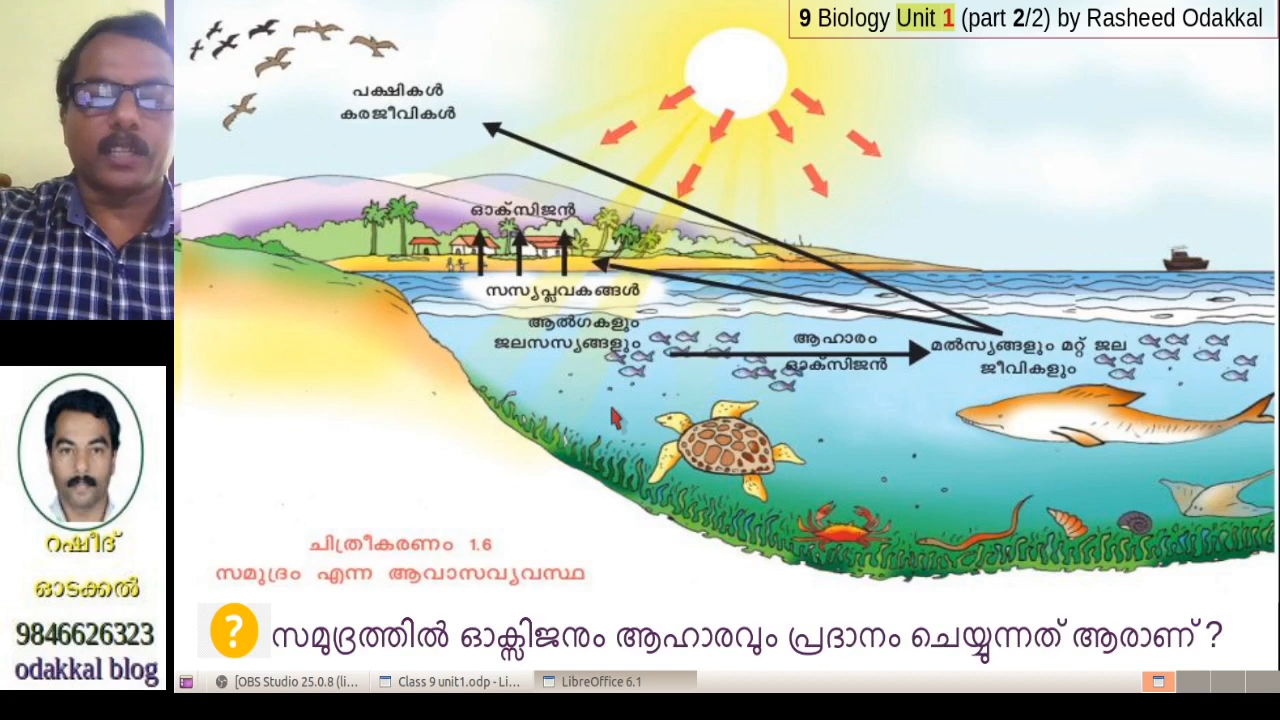 9 Biology Unit 1 (part 2/2) by Rasheed Odakkal
പക്ഷികൾ
കരജീവികൾ
ഓക്സിജൻ
സസ്യപ്ലവകങ്ങൾ
ആൽഗകളും
ജലസസ്യങ്ങളും
ആഹാരം
ഓക്സിജൻ
മൽസ്യങ്ങളും മറ്റ് ജല
ജീവികളും
ചിത്രീകരണം 1.6
സമുദ്രം എന്ന ആവാസവ്യവസ്ഥ
? സമുദ്രത്തിൽ ഓക്സിജനും ആഹാരവും പ്രദാനം ചെയ്യുന്നത് ആരാണ് ?
റഷീദ്
ഓടക്കൽ
9846626323
odakkal blog
[OBS Studio 25.0.8 (li... Class 9 unit1.odp - Li... LibreOffice 6.1